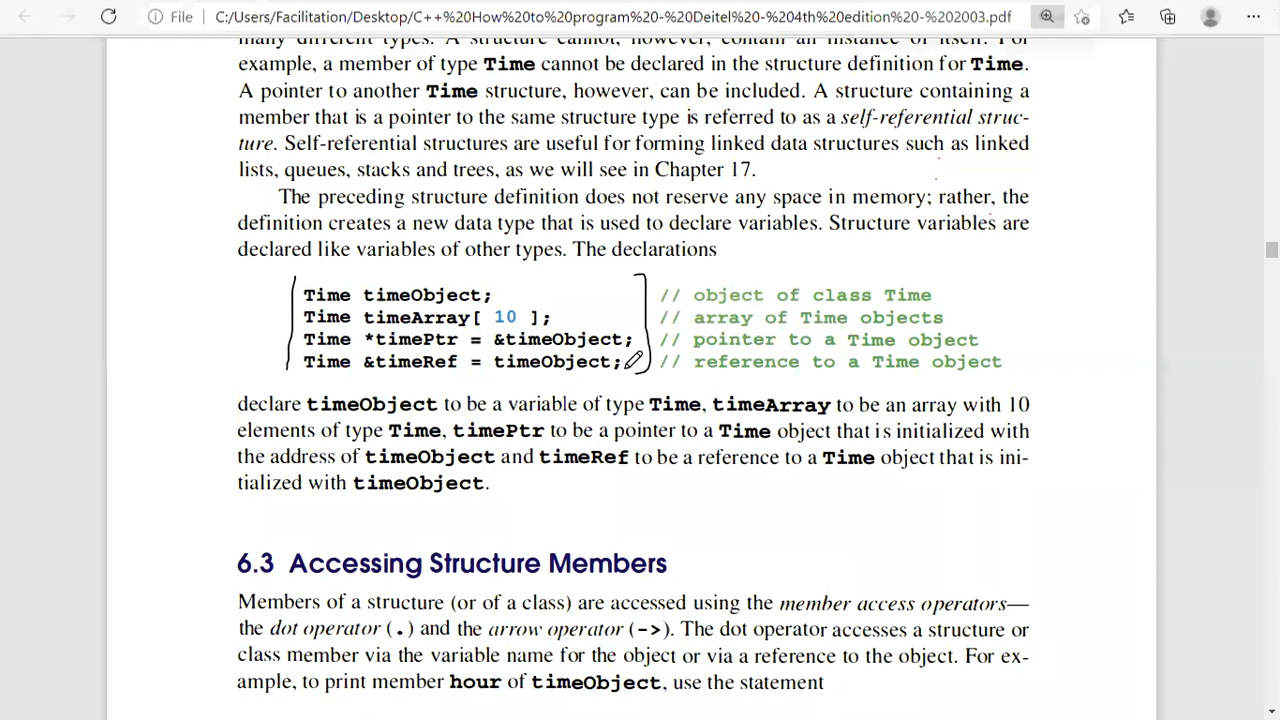 File
C:/Users/Facilitation/Desktop/C++%20How%20to%20program%20-%20Deitel%20-%204th%20edition%20-%202003.pdf
many different types. A structure cannot, however, contain an instance of itself. For
example, a member of type Time cannot be declared in the structure definition for Time.
A pointer to another Time structure, however, can be included. A structure containing a
member that is a pointer to the same structure type is referred to as a self-referential struc-
ture. Self-referential structures are useful for forming linked data structures such as linked
lists, queues, stacks and trees, as we will see in Chapter 17.
The preceding structure definition does not reserve any space in memory; rather, the
definition creates a new data type that is used to declare variables. Structure variables are
declared like variables of other types. The declarations
Time timeObject; // object of class Time
Time timeArray[ 10 ]; // array of Time objects
Time *timePtr = &timeObject; // pointer to a Time object
Time &timeRef = timeObject; // reference to a Time object
declare timeObject to be a variable of type Time, timeArray to be an array with 10
elements of type Time, timePtr to be a pointer to a Time object that is initialized with
the address of timeObject and timeRef to be a reference to a Time object that is ini-
tialized with timeObject.
6.3 Accessing Structure Members
Members of a structure (or of a class) are accessed using the member access operators—
the dot operator (.) and the arrow operator (->). The dot operator accesses a structure or
class member via the variable name for the object or via a reference to the object. For ex-
ample, to print member hour of timeObject, use the statement